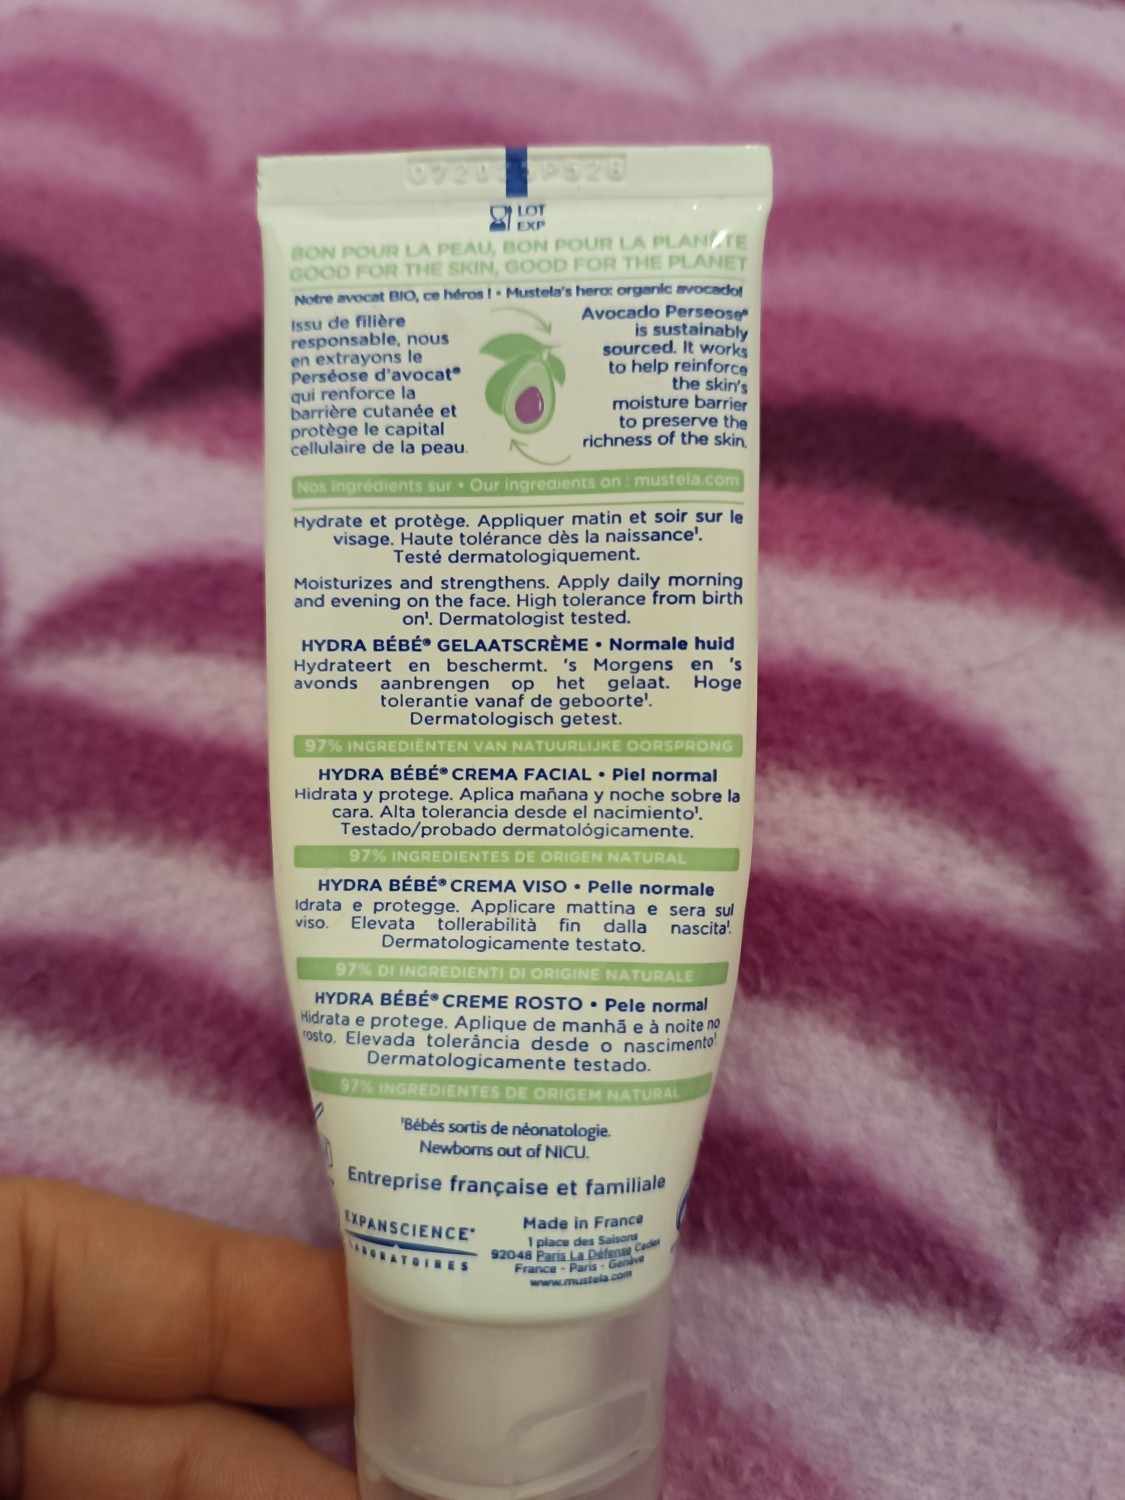 LOT
EXP
BON POUR LA PEAU, BON POUR LA PLANÈTE
GOOD FOR THE SKIN, GOOD FOR THE PLANET
Notre avocat BIO, ce héros ! • Mustela's hero: organic avocado!
Issu de filière
responsable, nous
en extrayons le
Perséose d'avocat®
qui renforce la
barrière cutanée et
protège le capital
cellulaire de la peau.
Avocado Perseose®
is sustainably
sourced. It works
to help reinforce
the skin's
moisture barrier
to preserve the
richness of the skin.
Nos ingrédients sur • Our ingredients on : mustela.com
Hydrate et protège. Appliquer matin et soir sur le
visage. Haute tolérance dès la naissance¹.
Testé dermatologiquement.
Moisturizes and strengthens. Apply daily morning
and evening on the face. High tolerance from birth
on¹. Dermatologist tested.
HYDRA BÉBÉ® GELAATSCRÈME • Normale huid
Hydrateert en beschermt. 's Morgens en 's
avonds aanbrengen op het gelaat. Hoge
tolerantie vanaf de geboorte¹.
Dermatologisch getest.
97% INGREDIËNTEN VAN NATUURLIJKE OORSPRONG
HYDRA BÉBÉ® CREMA FACIAL • Piel normal
Hidrata y protege. Aplica mañana y noche sobre la
cara. Alta tolerancia desde el nacimiento¹.
Testado/probado dermatológicamente.
97% INGREDIENTES DE ORIGEN NATURAL
HYDRA BÉBÉ® CREMA VISO • Pelle normale
Idrata e protegge. Applicare mattina e sera sul
viso. Elevata tollerabilità fin dalla nascita¹.
Dermatologicamente testato.
97% DI INGREDIENTI DI ORIGINE NATURALE
HYDRA BÉBÉ® CREME ROSTO • Pele normal
Hidrata e protege. Aplique de manhã e à noite no
rosto. Elevada tolerância desde o nascimento¹.
Dermatologicamente testado.
97% INGREDIENTES DE ORIGEM NATURAL
¹Bébés sortis de néonatologie.
Newborns out of NICU.
Entreprise française et familiale
EXPANSCIENCE®
LABORATOIRES
Made in France
1 place des Saisons
92048 Paris La Défense Cedex
France - Paris - Genève
www.mustela.com